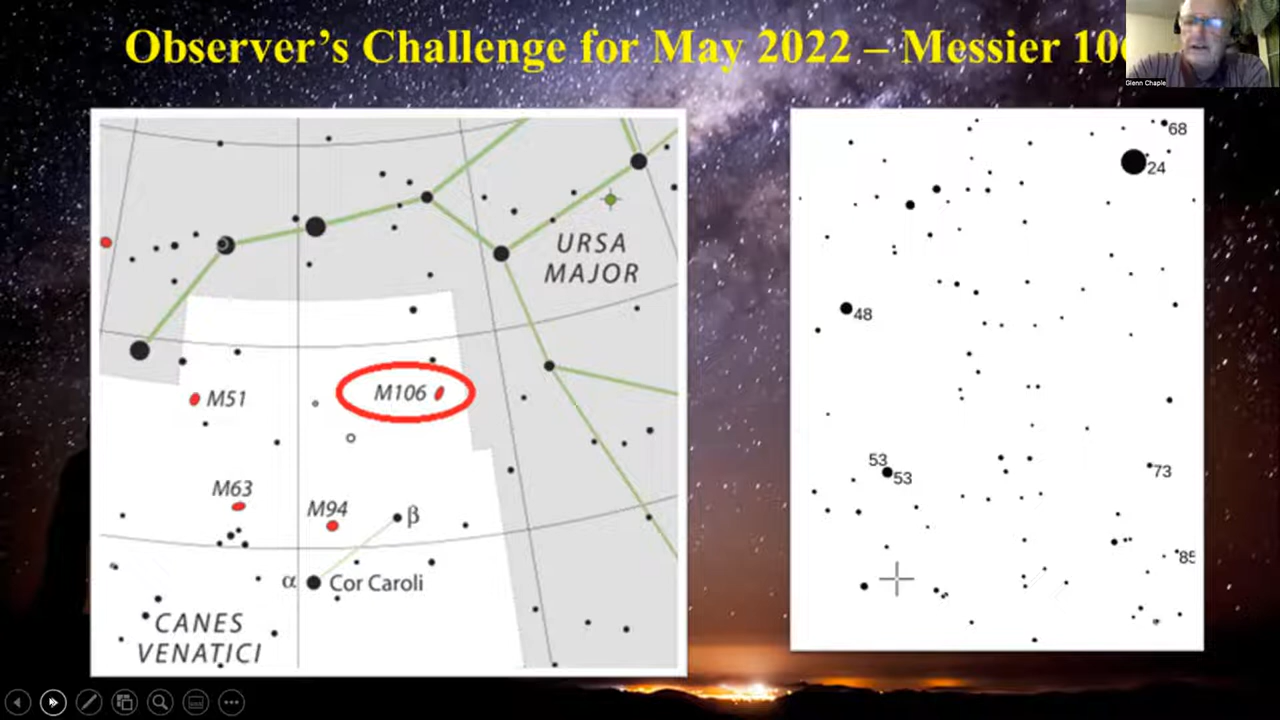 Observer's Challenge for May 2022 – Messier 106
Glenn Chaple
URSA
MAJOR
M106
M51
M63
M94
β
α
Cor Caroli
CANES
VENATICI
68
24
48
53
53
73
85